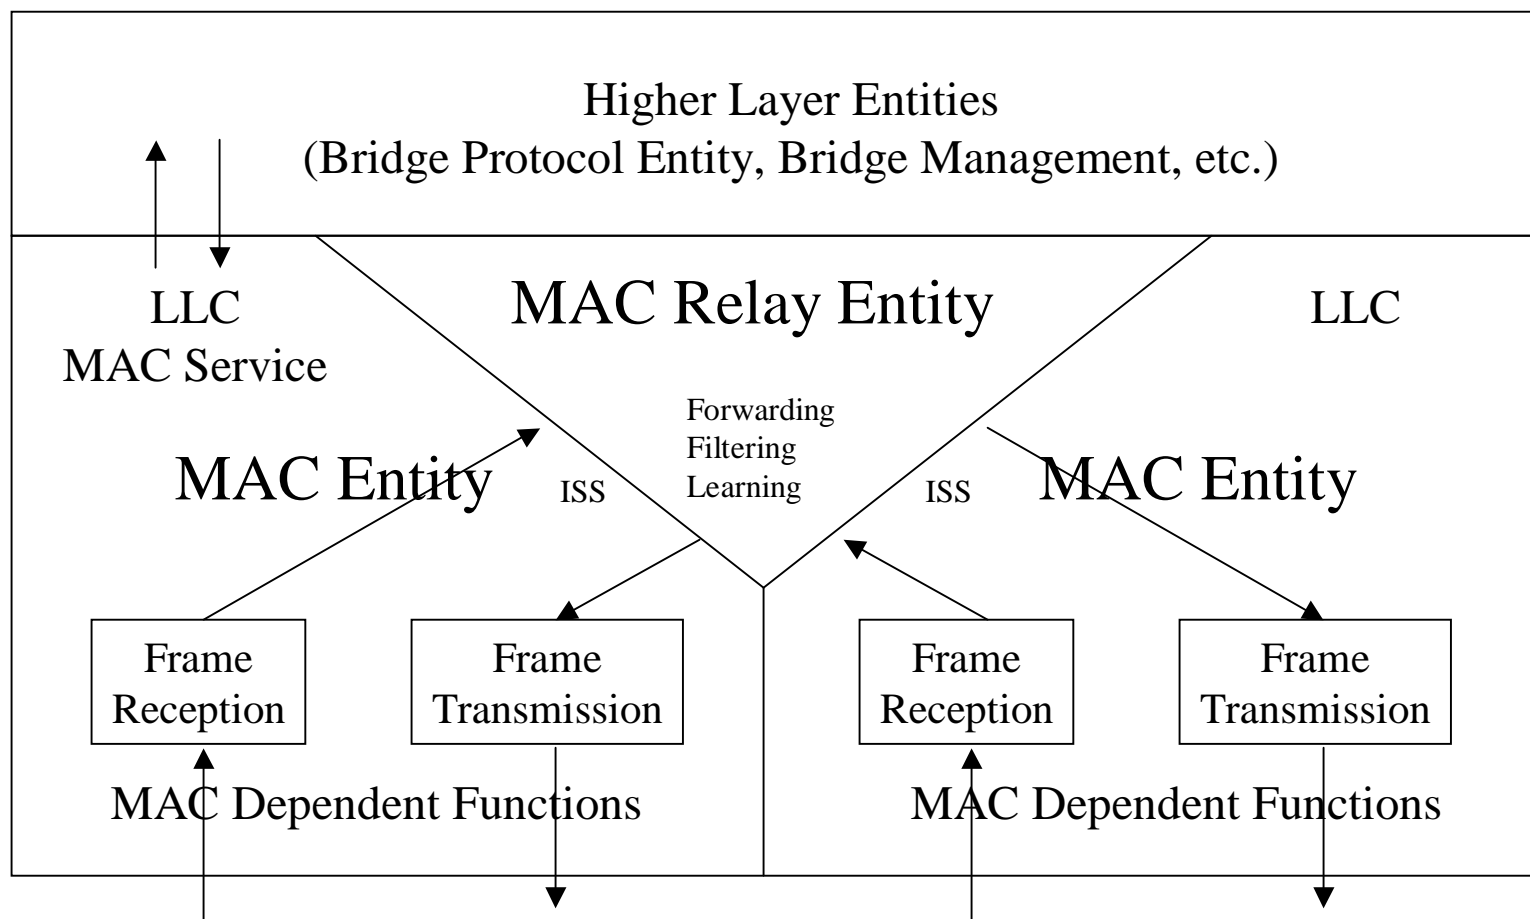 Higher Layer Entities
(Bridge Protocol Entity, Bridge Management, etc.)
LLC
MAC Service
MAC Relay Entity
LLC
Forwarding
Filtering
Learning
MAC Entity
ISS
ISS
MAC Entity
Frame
Reception
Frame
Transmission
Frame
Reception
Frame
Transmission
MAC Dependent Functions
MAC Dependent Functions